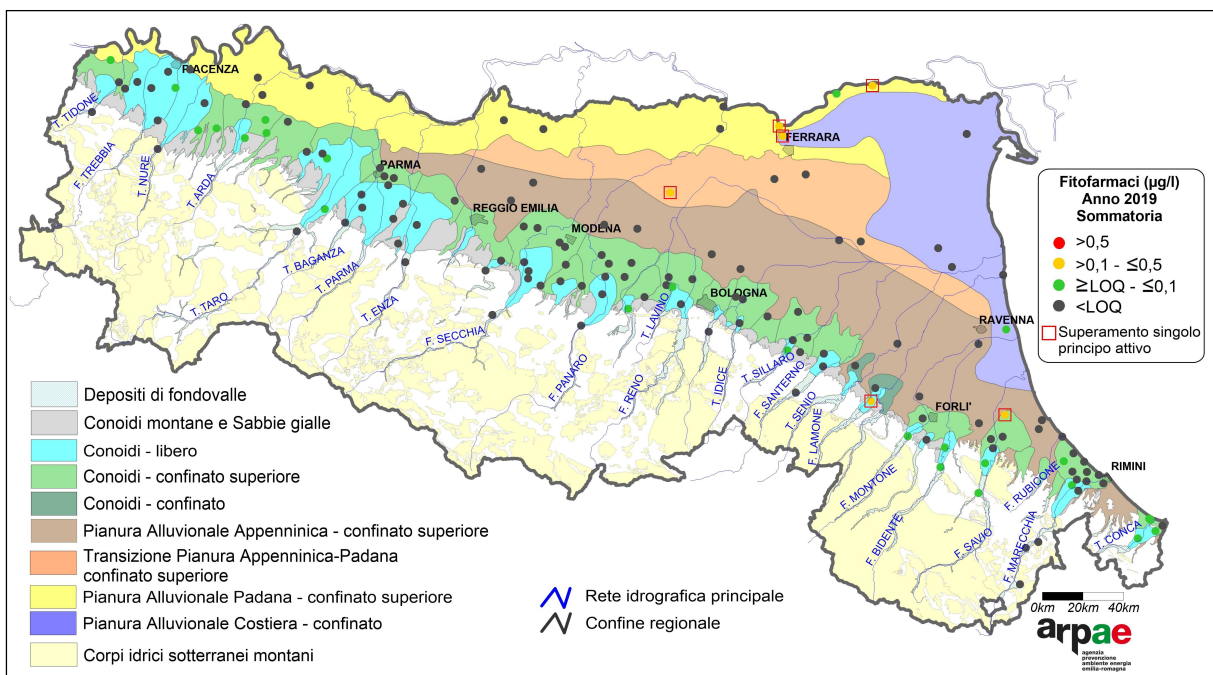 PIACENZA
T. TIDONE
F. TREBBIA
T. NURE
T. ARDA
PARMA
REGGIO EMILIA
MODENA
FERRARA
BOLOGNA
RAVENNA
FORLI'
RIMINI
T. TARO
T. BAGANZA
T. PARMA
T. ENZA
F. SECCHIA
F. PANARO
F. RENO
T. LAVINO
T. IDICE
T. SILLARO
F. SANTERNO
T. SENIO
F. LAMONE
F. MONTONE
F. BIDENTE
F. SAVIO
F. RUBICONE
F. MARECCHIA
T. CONCA
Fitofarmaci (µg/l)
Anno 2019
Sommatoria
>0,5
>0,1 - ≤0,5
≥LOQ - ≤0,1
<LOQ
Superamento singolo
principo attivo
Depositi di fondovalle
Conoidi montane e Sabbie gialle
Conoidi - libero
Conoidi - confinato superiore
Conoidi - confinato
Pianura Alluvionale Appenninica - confinato superiore
Transizione Pianura Appenninica-Padana
confinato superiore
Pianura Alluvionale Padana - confinato superiore
Pianura Alluvionale Costiera - confinato
Corpi idrici sotterranei montani
Rete idrografica principale
Confine regionale
0km 20km 40km
arpae
agenzia
prevenzione
ambiente energia
emilia-romagna